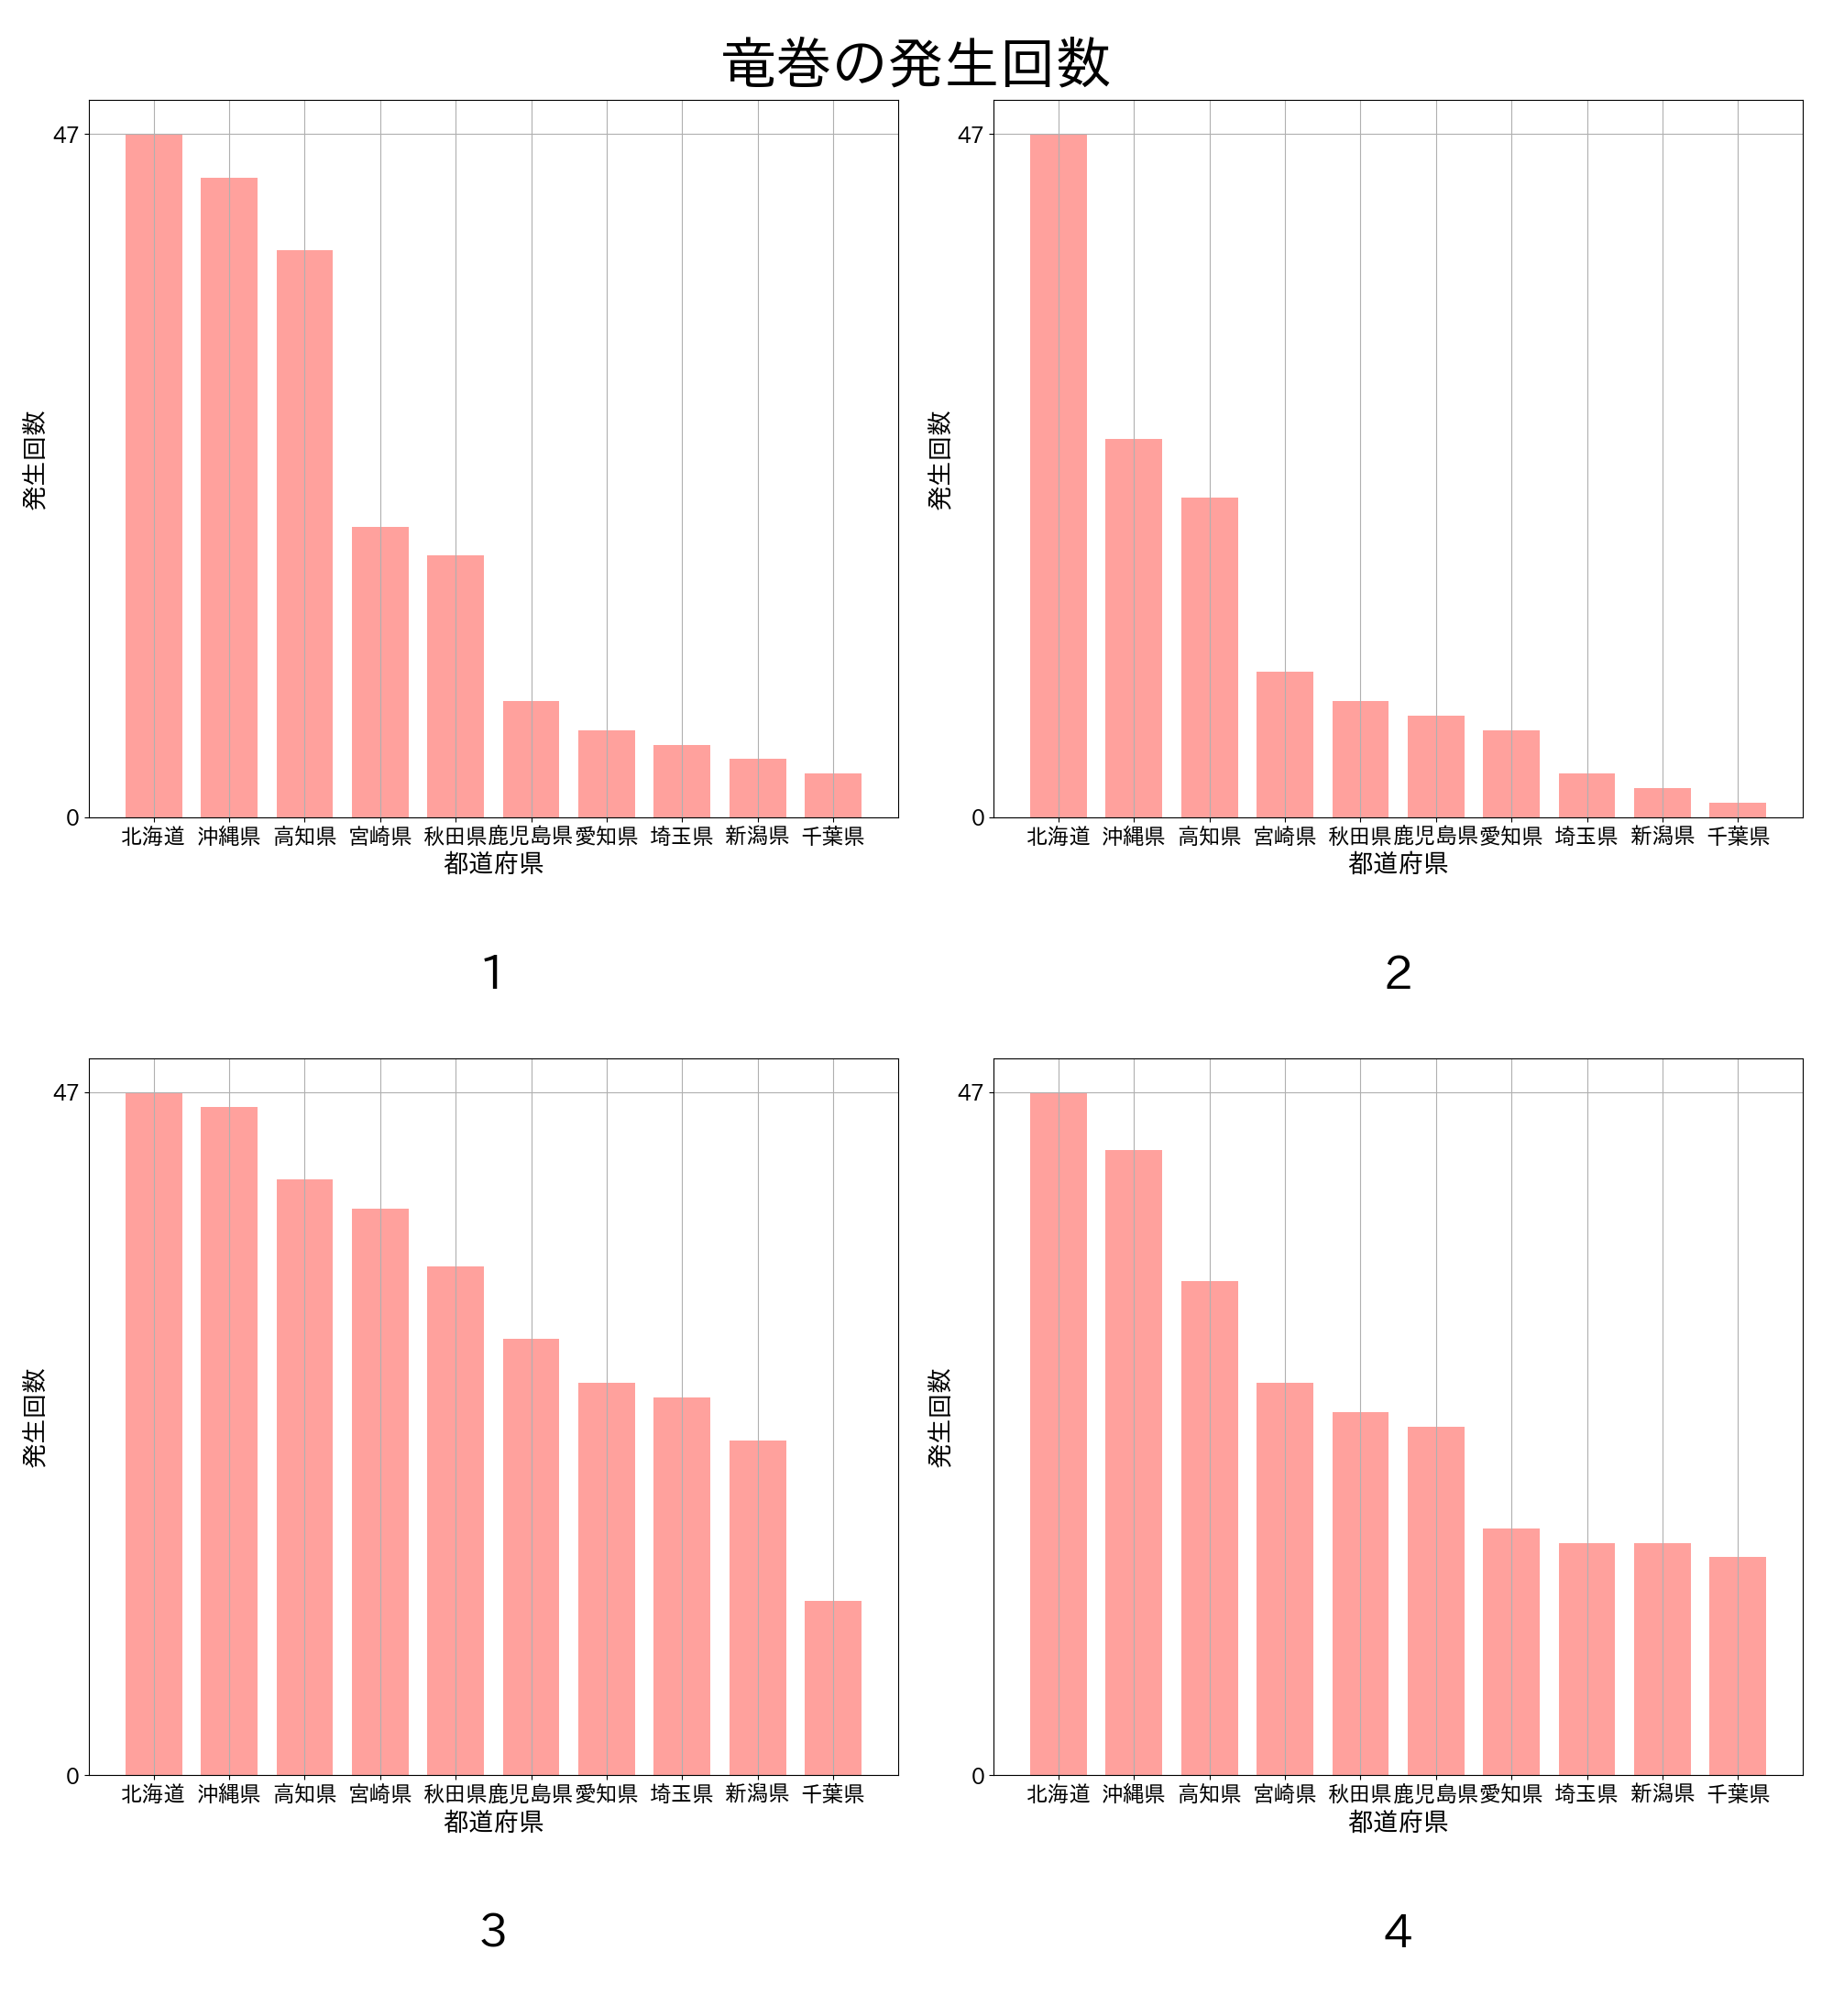 竜巻の発生回数
47
0
発生回数
北海道 沖縄県 高知県 宮崎県 秋田県 鹿児島県 愛知県 埼玉県 新潟県 千葉県
都道府県
1
47
0
発生回数
北海道 沖縄県 高知県 宮崎県 秋田県 鹿児島県 愛知県 埼玉県 新潟県 千葉県
都道府県
2
47
0
発生回数
北海道 沖縄県 高知県 宮崎県 秋田県 鹿児島県 愛知県 埼玉県 新潟県 千葉県
都道府県
3
47
0
発生回数
北海道 沖縄県 高知県 宮崎県 秋田県 鹿児島県 愛知県 埼玉県 新潟県 千葉県
都道府県
4